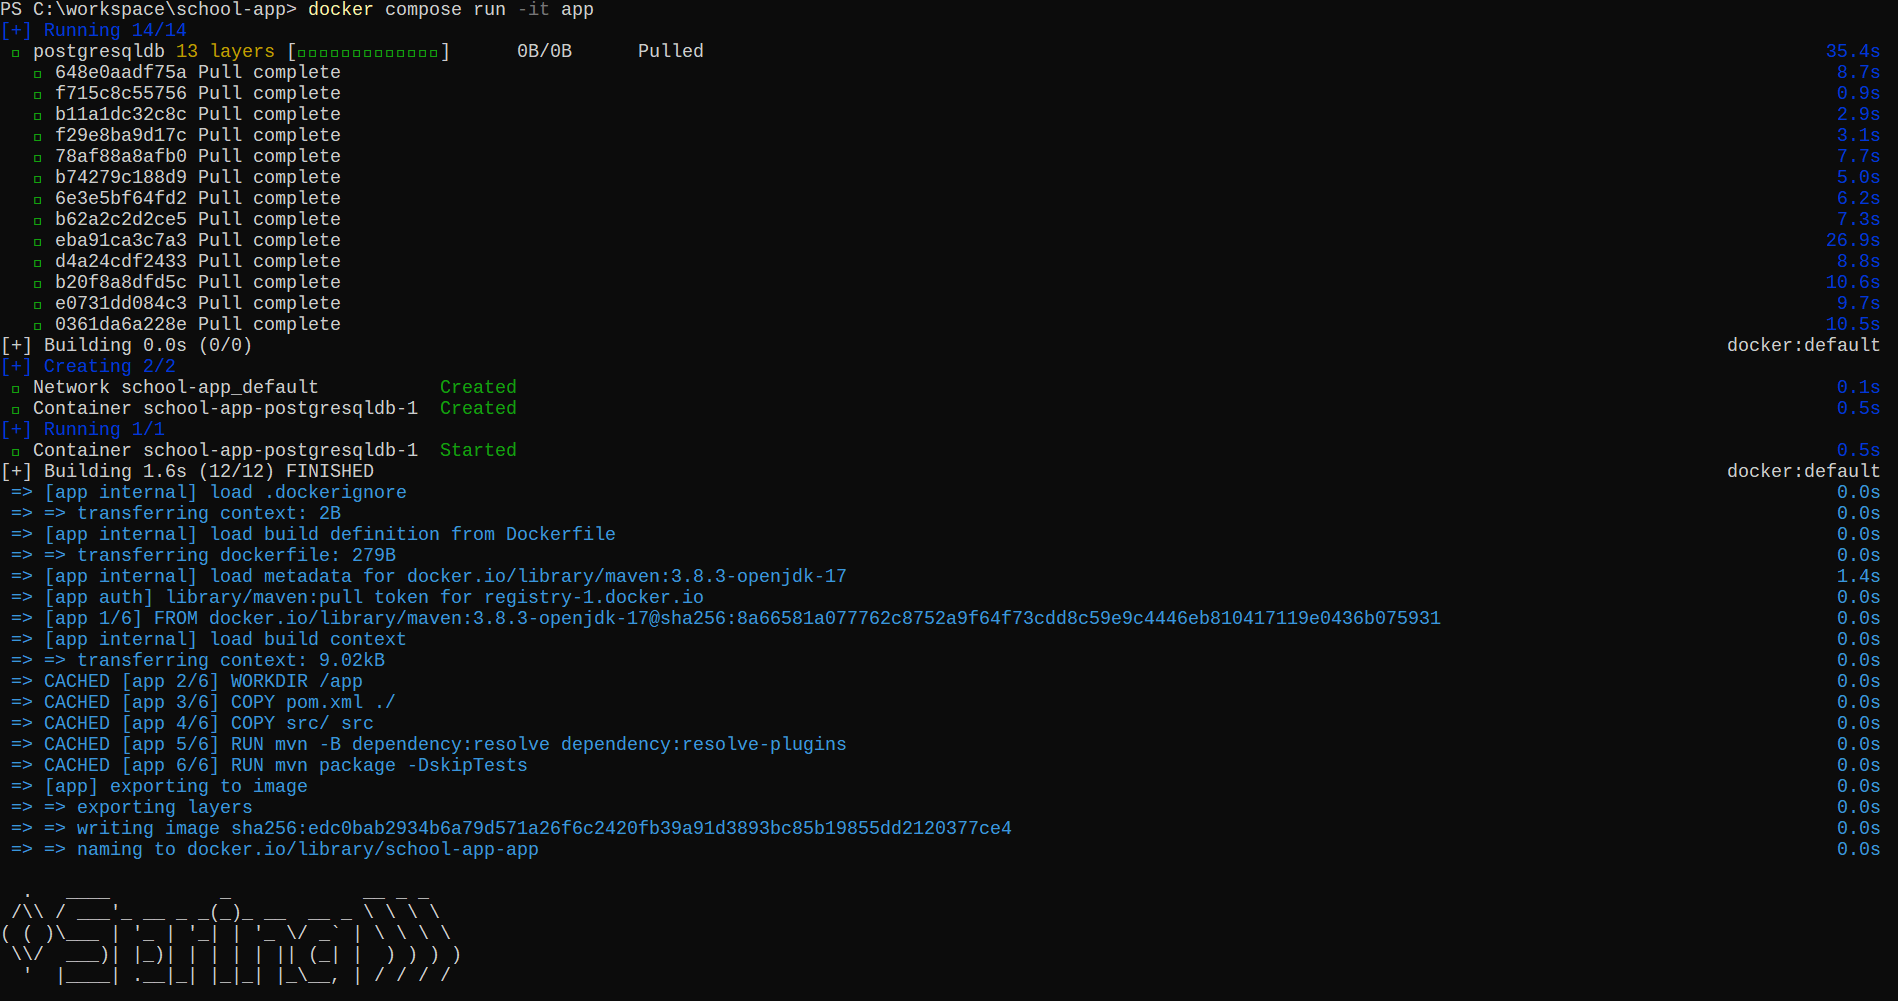 PS C:\workspace\school-app> docker compose run -it app
[+] Running 14/14
 ▯ postgresqldb 13 layers [▯▯▯▯▯▯▯▯▯▯▯▯▯]      0B/0B      Pulled 35.4s
   ▯ 648e0aadf75a Pull complete 8.7s
   ▯ f715c8c55756 Pull complete 0.9s
   ▯ b11a1dc32c8c Pull complete 2.9s
   ▯ f29e8ba9d17c Pull complete 3.1s
   ▯ 78af88a8afb0 Pull complete 7.7s
   ▯ b74279c188d9 Pull complete 5.0s
   ▯ 6e3e5bf64fd2 Pull complete 6.2s
   ▯ b62a2c2d2ce5 Pull complete 7.3s
   ▯ eba91ca3c7a3 Pull complete 26.9s
   ▯ d4a24cdf2433 Pull complete 8.8s
   ▯ b20f8a8dfd5c Pull complete 10.6s
   ▯ e0731dd084c3 Pull complete 9.7s
   ▯ 0361da6a228e Pull complete 10.5s
[+] Building 0.0s (0/0) docker:default
[+] Creating 2/2
 ▯ Network school-app_default           Created 0.1s
 ▯ Container school-app-postgresqldb-1  Created 0.5s
[+] Running 1/1
 ▯ Container school-app-postgresqldb-1  Started 0.5s
[+] Building 1.6s (12/12) FINISHED docker:default
 => [app internal] load .dockerignore 0.0s
 => => transferring context: 2B 0.0s
 => [app internal] load build definition from Dockerfile 0.0s
 => => transferring dockerfile: 279B 0.0s
 => [app internal] load metadata for docker.io/library/maven:3.8.3-openjdk-17 1.4s
 => [app auth] library/maven:pull token for registry-1.docker.io 0.0s
 => [app 1/6] FROM docker.io/library/maven:3.8.3-openjdk-17@sha256:8a66581a077762c8752a9f64f73cdd8c59e9c4446eb810417119e0436b075931 0.0s
 => [app internal] load build context 0.0s
 => => transferring context: 9.02kB 0.0s
 => CACHED [app 2/6] WORKDIR /app 0.0s
 => CACHED [app 3/6] COPY pom.xml ./ 0.0s
 => CACHED [app 4/6] COPY src/ src 0.0s
 => CACHED [app 5/6] RUN mvn -B dependency:resolve dependency:resolve-plugins 0.0s
 => CACHED [app 6/6] RUN mvn package -DskipTests 0.0s
 => [app] exporting to image 0.0s
 => => exporting layers 0.0s
 => => writing image sha256:edc0bab2934b6a79d571a26f6c2420fb39a91d3893bc85b19855dd2120377ce4 0.0s
 => => naming to docker.io/library/school-app-app 0.0s
  .   ____          _            __ _ _
 /\\ / ___'_ __ _ _(_)_ __  __ _ \ \ \ \
( ( )\___ | '_ | '_| | '_ \/ _` | \ \ \ \
 \\/  ___)| |_)| | | | | || (_| |  ) ) ) )
  '  |____| .__|_| |_|_| |_\__, | / / / /